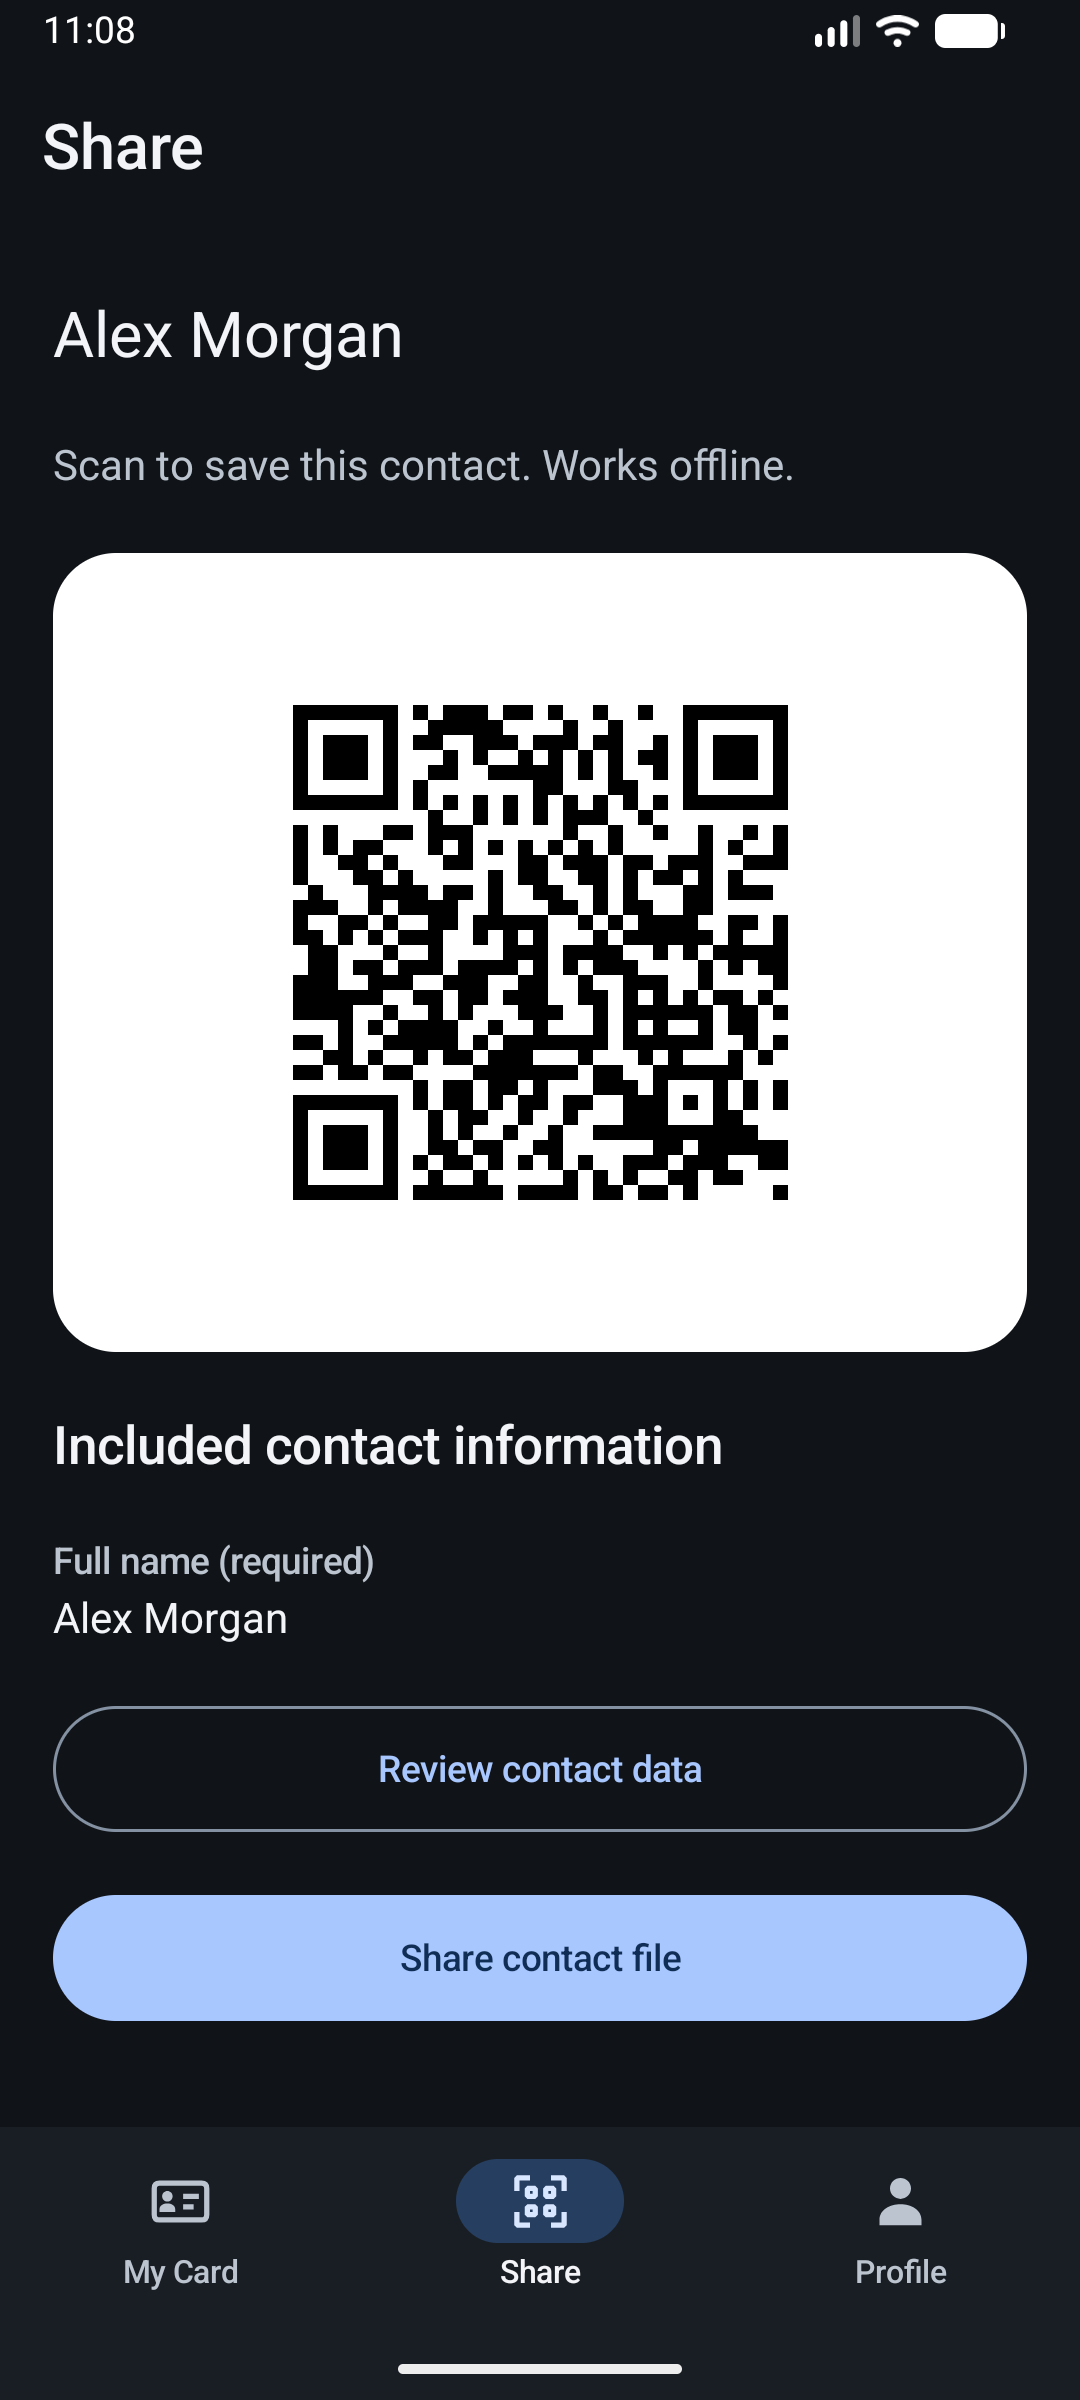 11:08
Share
Alex Morgan
Scan to save this contact. Works offline.
Included contact information
Full name (required)
Alex Morgan
Review contact data
Share contact file
My Card
Share
Profile